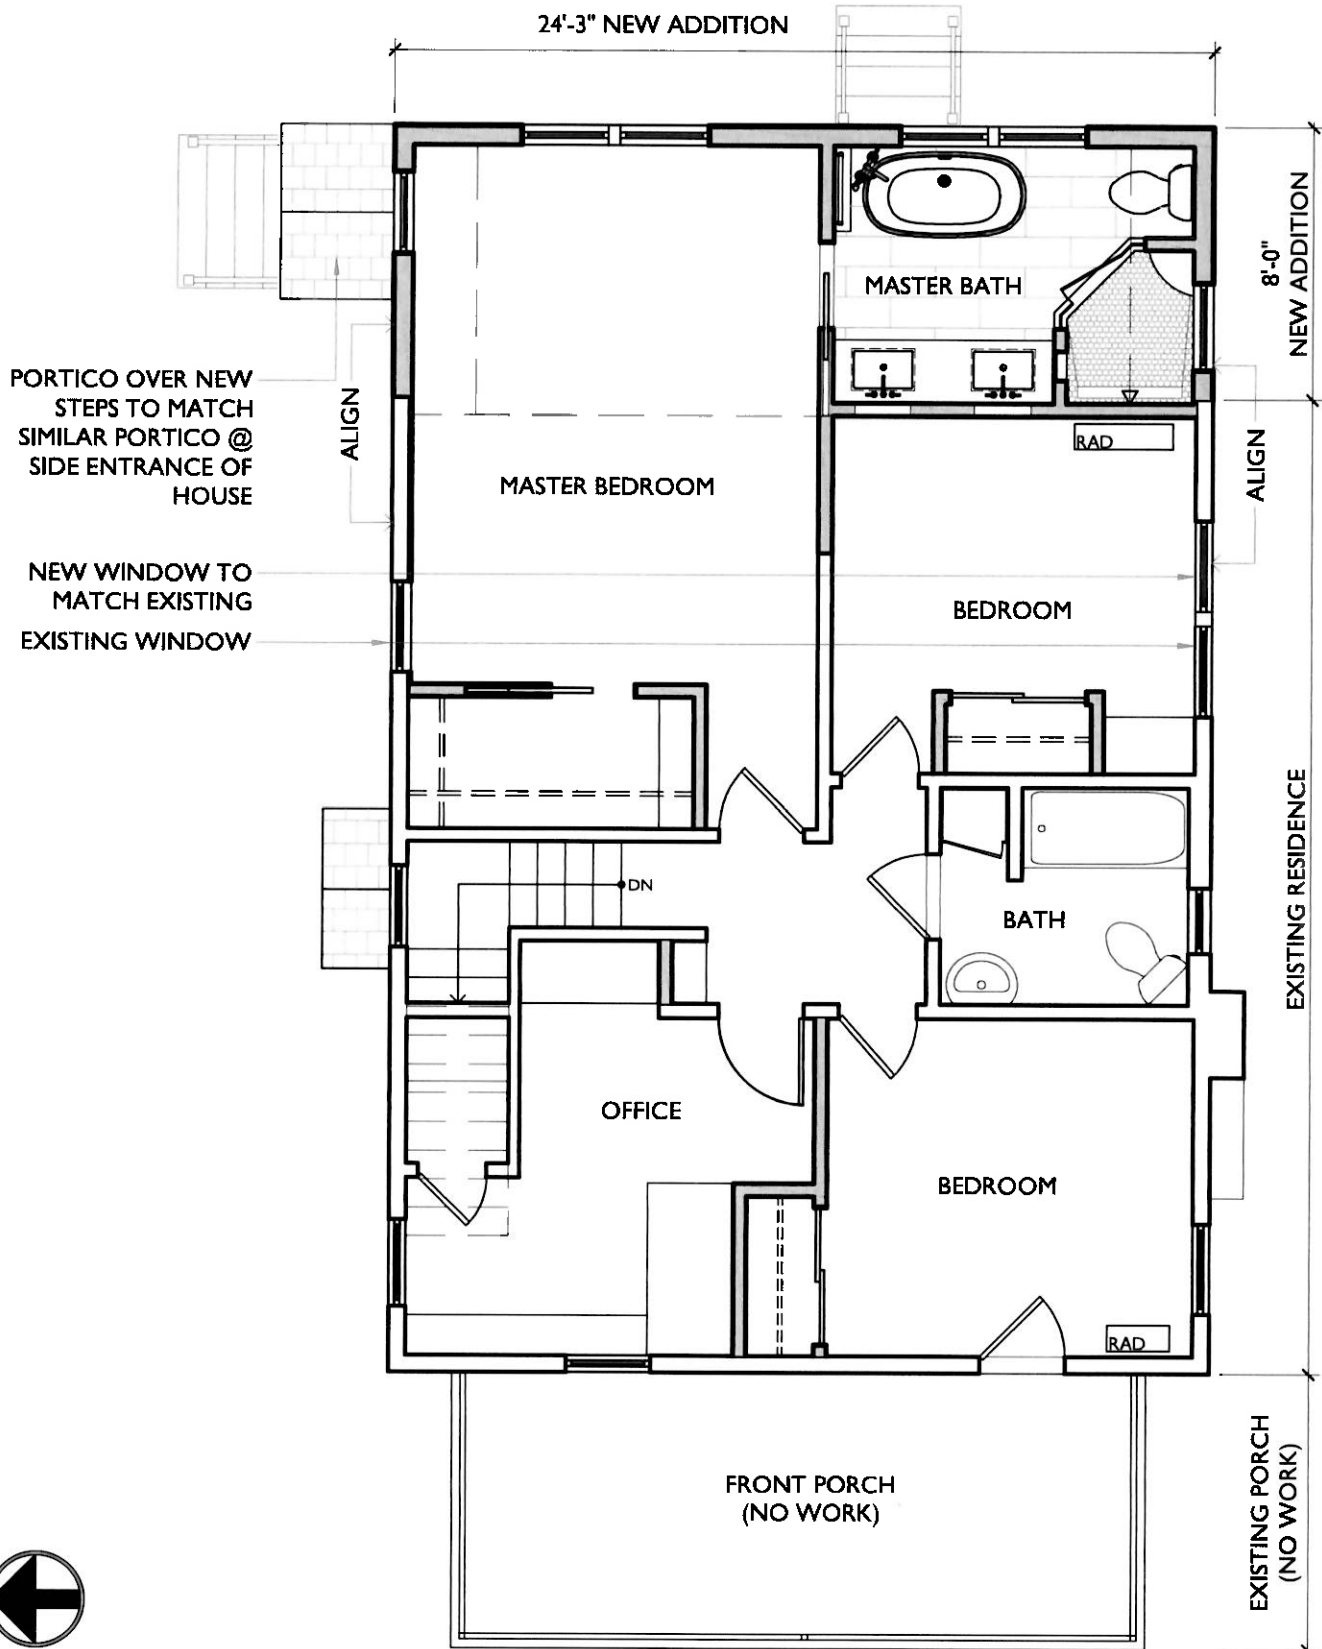 24'-3" NEW ADDITION
8'-0"
NEW ADDITION
MASTER BATH
PORTICO OVER NEW
STEPS TO MATCH
SIMILAR PORTICO @
SIDE ENTRANCE OF
HOUSE
ALIGN
RAD
ALIGN
MASTER BEDROOM
NEW WINDOW TO
MATCH EXISTING
EXISTING WINDOW
BEDROOM
EXISTING RESIDENCE
DN
BATH
OFFICE
BEDROOM
RAD
FRONT PORCH
(NO WORK)
EXISTING PORCH
(NO WORK)